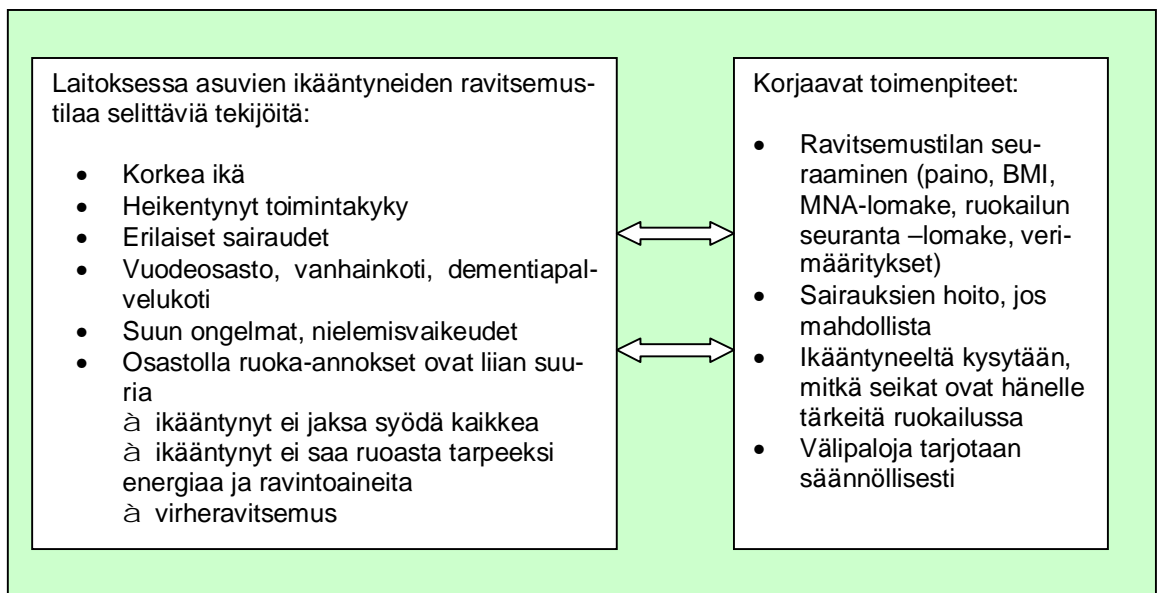 Laitoksessa asuvien ikääntyneiden ravitsemus-
tilaa selittäviä tekijöitä:
• Korkea ikä
• Heikentynyt toimintakyky
• Erilaiset sairaudet
• Vuodeosasto, vanhainkoti, dementiapal-
velukoti
• Suun ongelmat, nielemisvaikeudet
• Osastolla ruoka-annokset ovat liian suu-
ria
à ikääntynyt ei jaksa syödä kaikkea
à ikääntynyt ei saa ruoasta tarpeeksi
energiaa ja ravintoaineita
à virheravitsemus
Korjaavat toimenpiteet:
• Ravitsemustilan seu-
raaminen (paino, BMI,
MNA-lomake, ruokailun
seuranta –lomake, veri-
määritykset)
• Sairauksien hoito, jos
mahdollista
• Ikääntyneeltä kysytään,
mitkä seikat ovat hänelle
tärkeitä ruokailussa
• Välipaloja tarjotaan
säännöllisesti